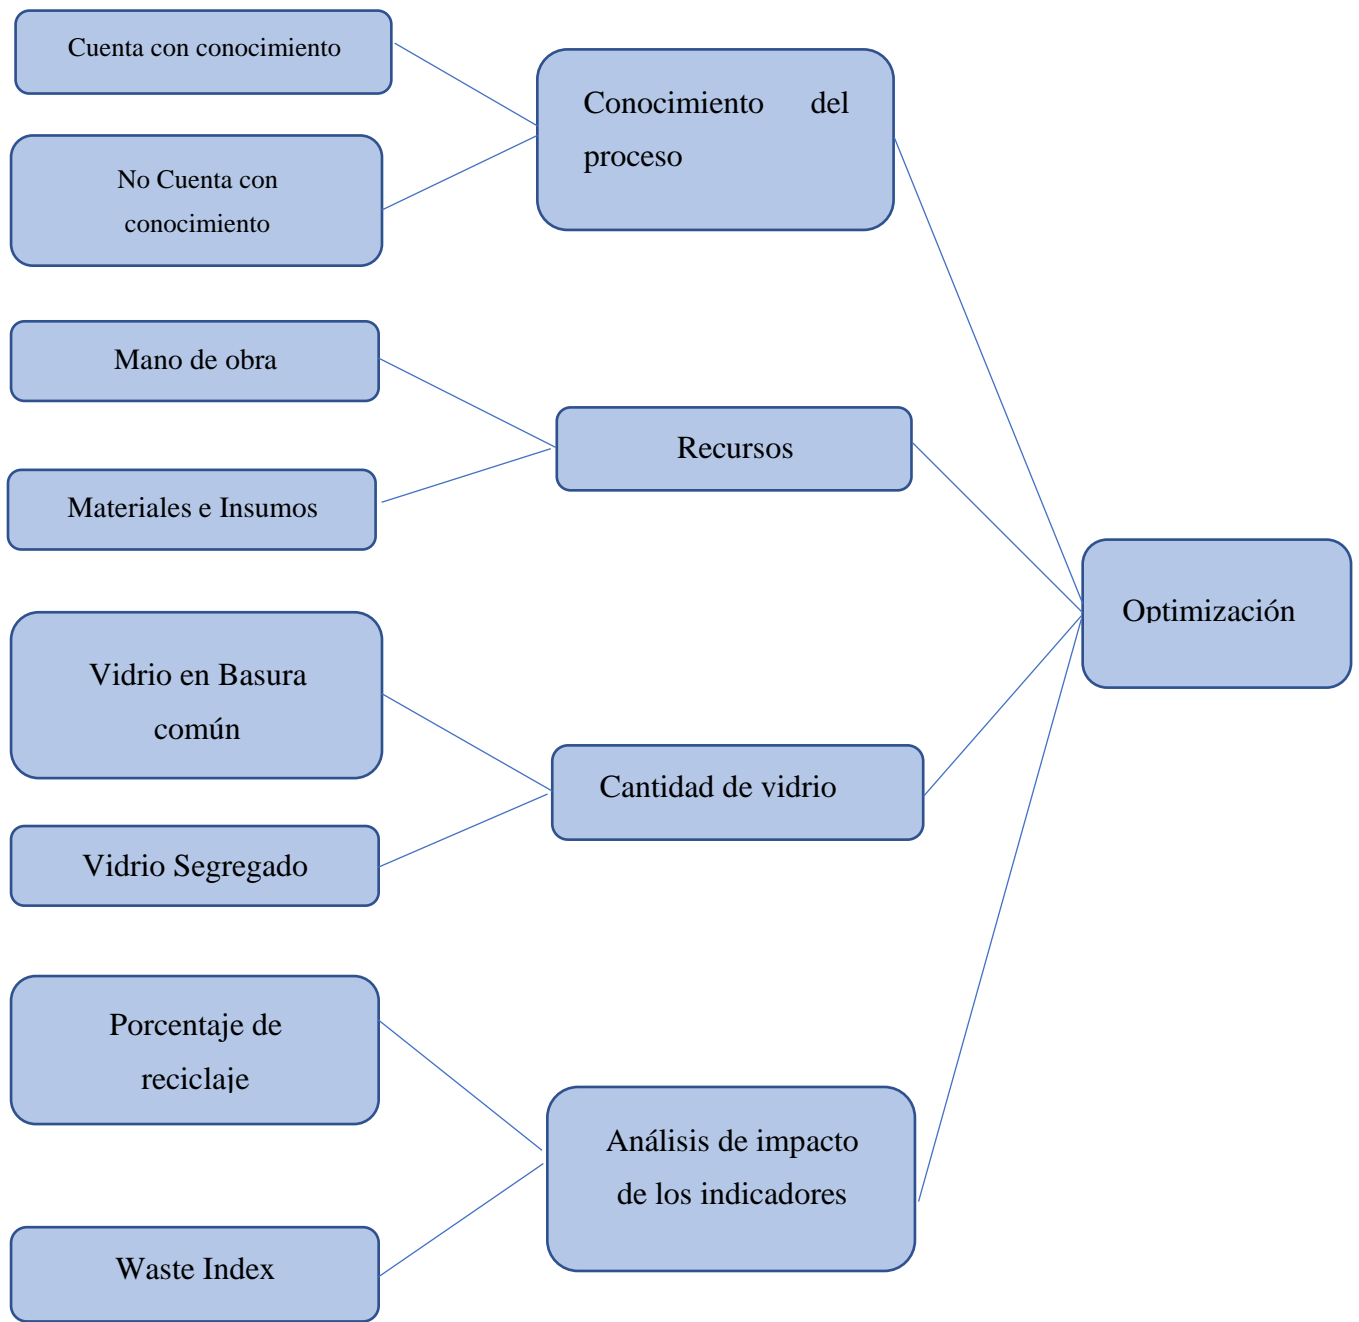 Cuenta con conocimiento
No Cuenta con
conocimiento
Conocimiento del
proceso
Mano de obra
Materiales e Insumos
Recursos
Vidrio en Basura
común
Vidrio Segregado
Cantidad de vidrio
Porcentaje de
reciclaje
Waste Index
Análisis de impacto
de los indicadores
Optimización